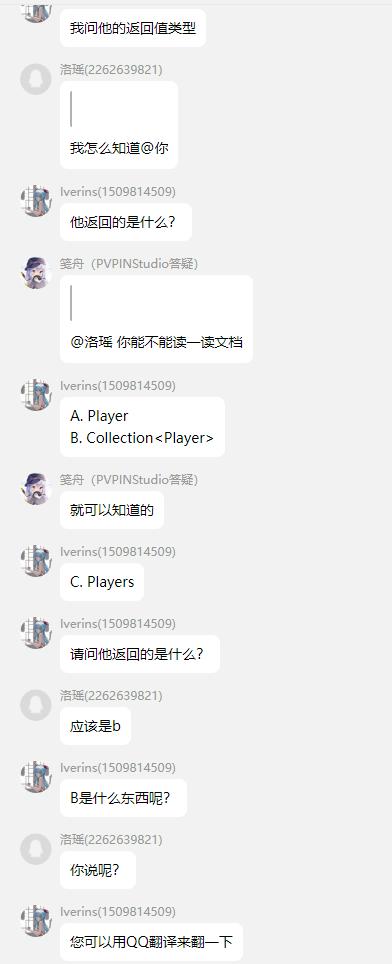 我问他的返回值类型
洛瑶(2262639821)
我怎么知道@你
lverins(1509814509)
他返回的是什么？
笺舟（PVPINStudio答疑）
@洛瑶 你能不能读一读文档
lverins(1509814509)
A. Player
B. Collection<Player>
笺舟（PVPINStudio答疑）
就可以知道的
lverins(1509814509)
C. Players
lverins(1509814509)
请问他返回的是什么？
洛瑶(2262639821)
应该是b
lverins(1509814509)
B是什么东西呢？
洛瑶(2262639821)
你说呢？
lverins(1509814509)
您可以用QQ翻译来翻一下